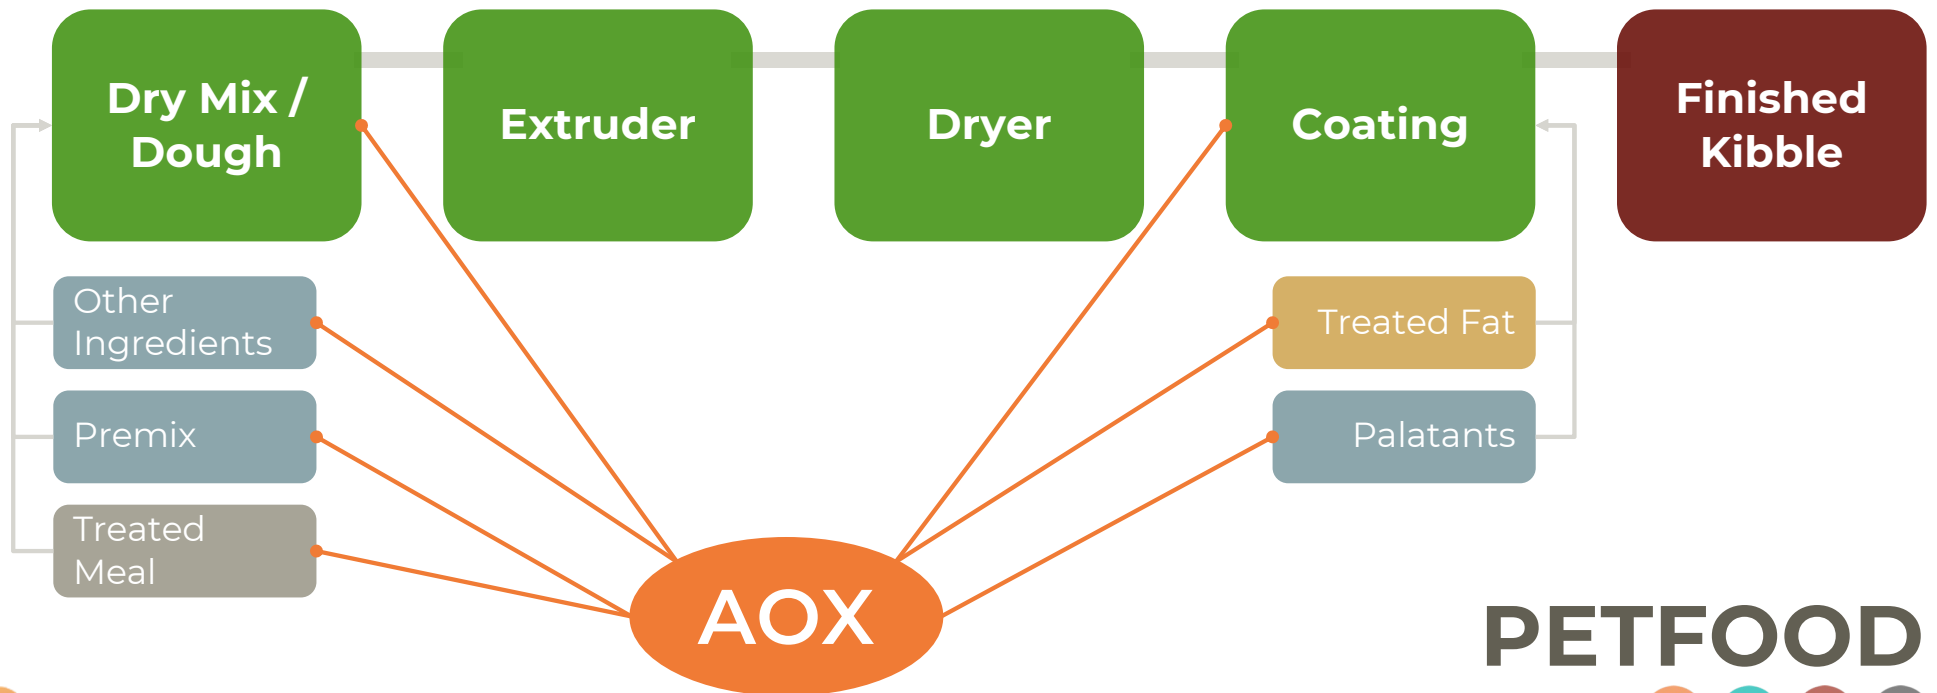 Dry Mix /
Dough
Extruder
Dryer
Coating
Finished
Kibble
Other
Ingredients
Premix
Treated
Meal
Treated Fat
Palatants
AOX
PETFOOD